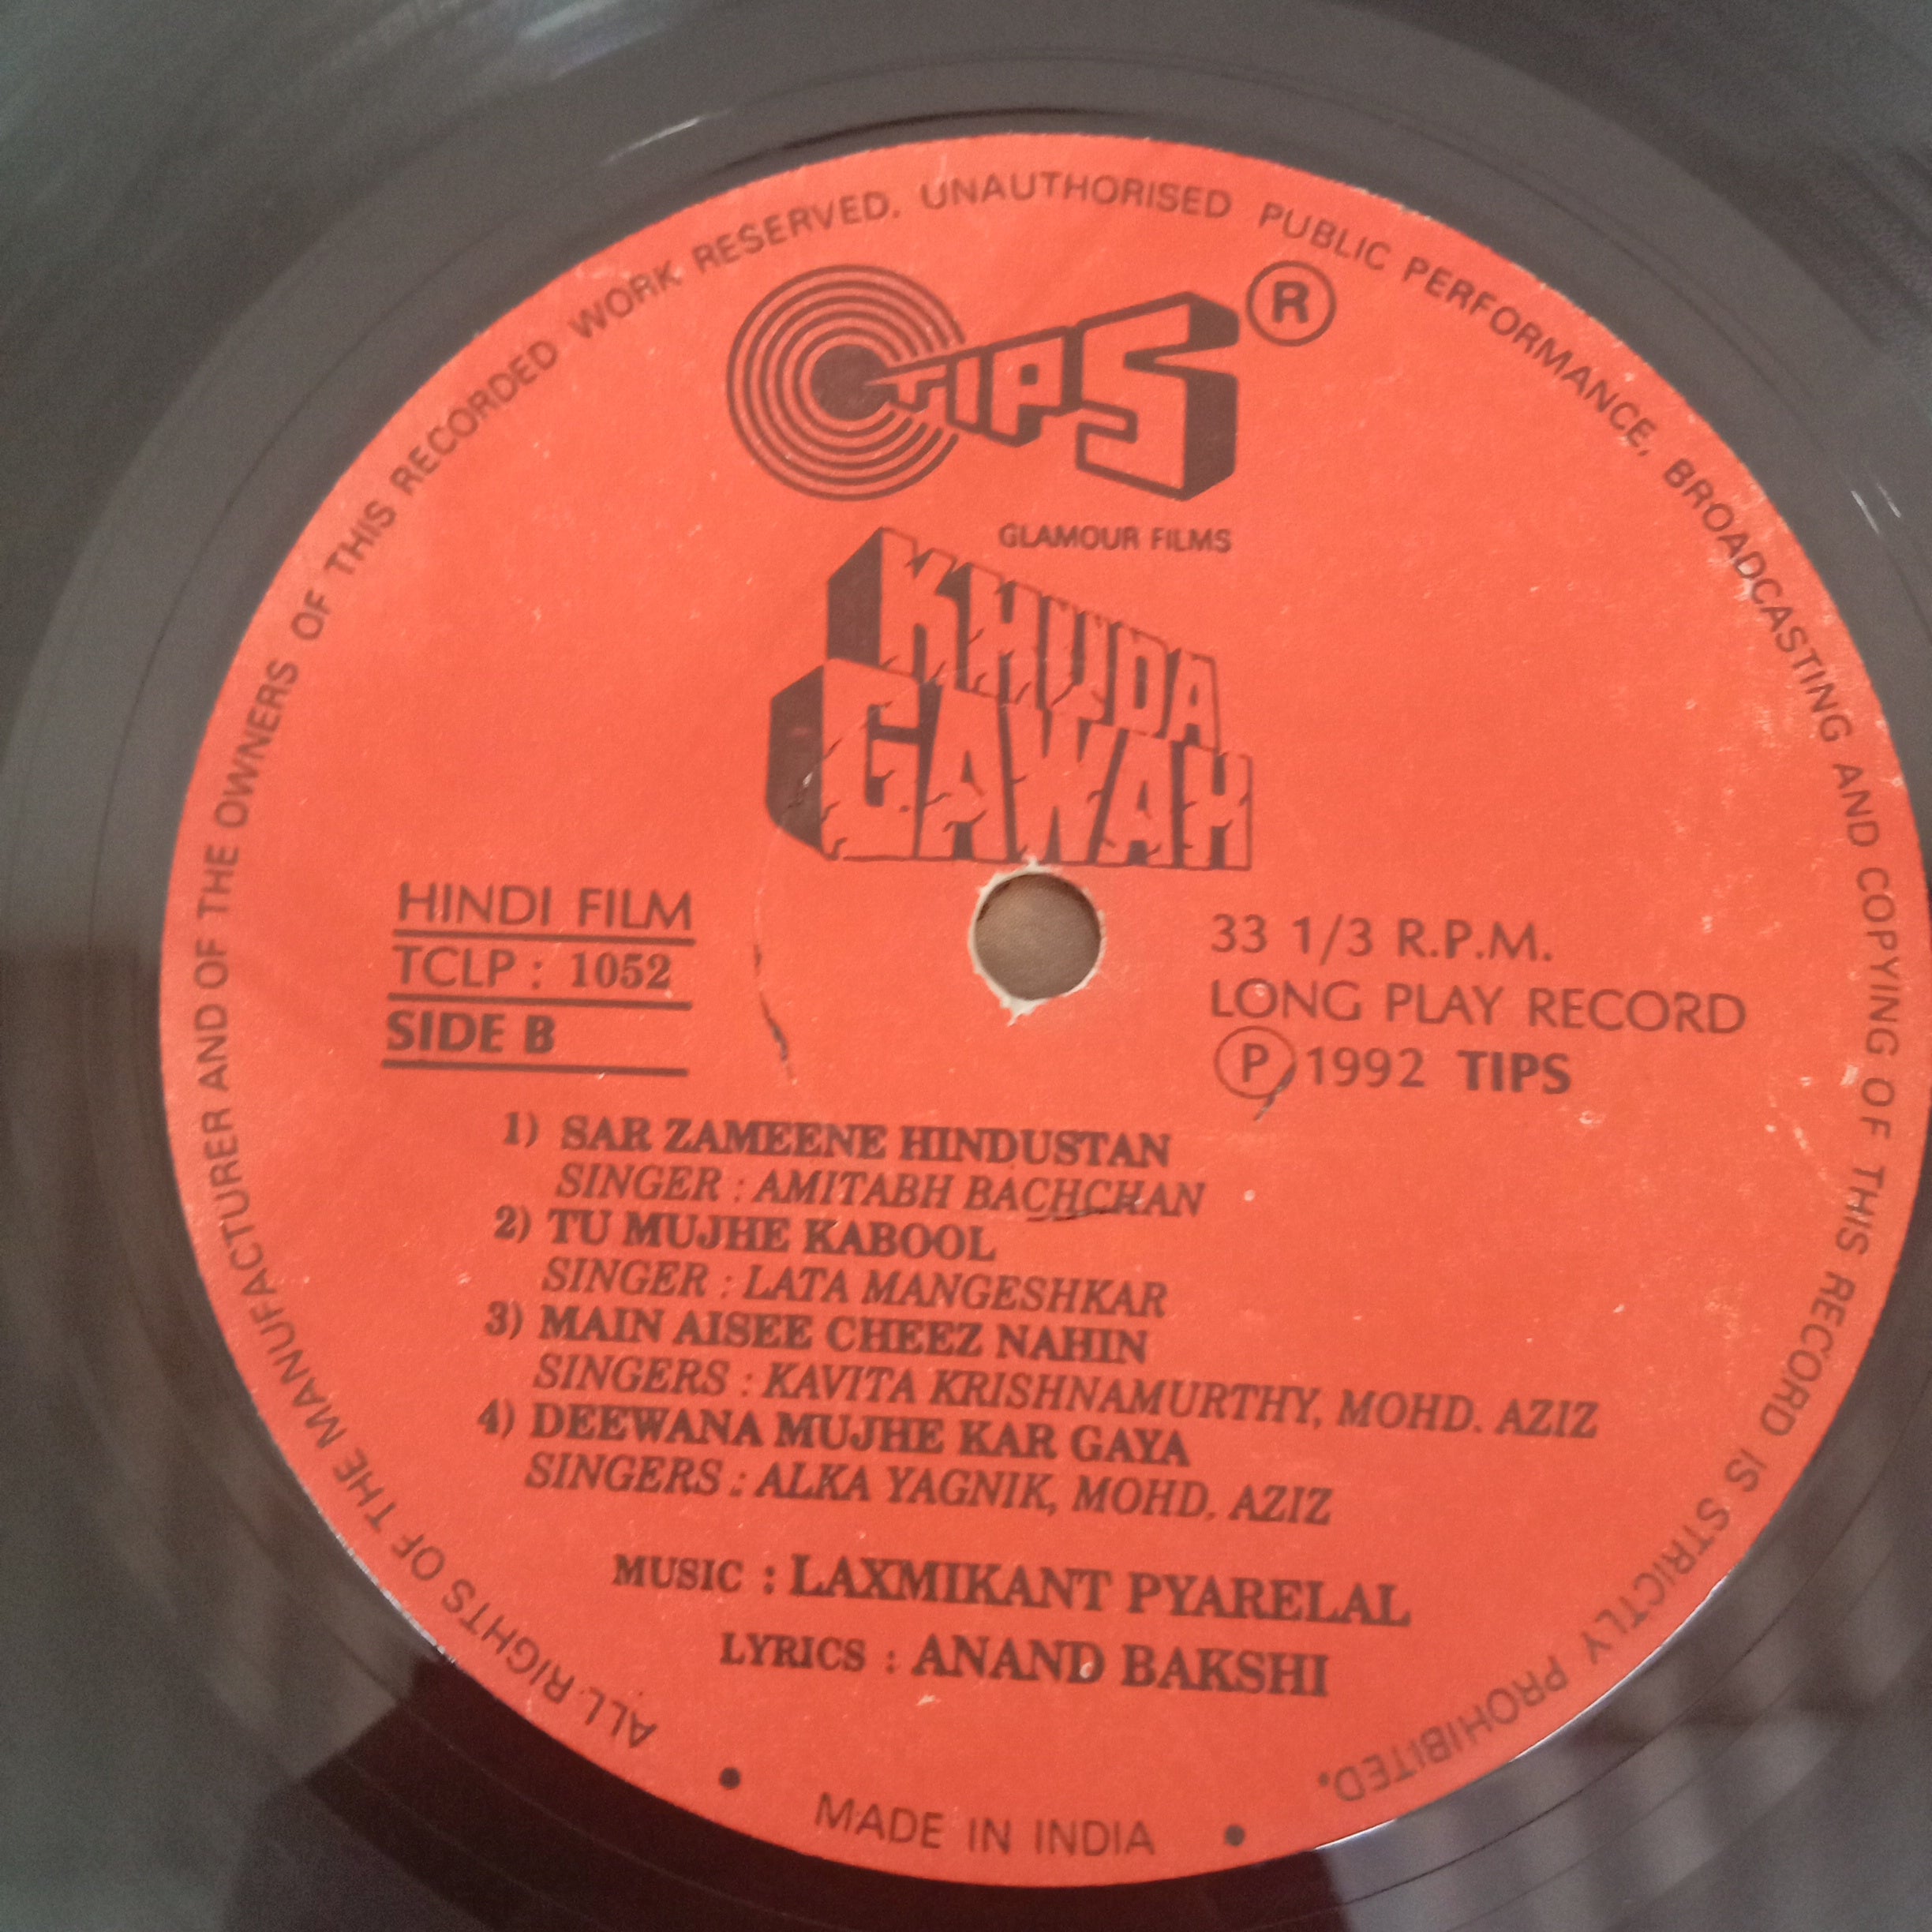 ALL RIGHTS OF THE MANUFACTURER AND OF THE OWNERS OF THIS RECORDED WORK RESERVED. UNAUTHORISED PUBLIC PERFORMANCE, BROADCASTING AND COPYING OF THIS RECORD IS STRICTLY PROHIBITED.
TIPS ®
GLAMOUR FILMS
KHUDA
GAWAH
HINDI FILM
TCLP : 1052
SIDE B
33 1/3 R.P.M.
LONG PLAY RECORD
Ⓟ 1992 TIPS
1) SAR ZAMEENE HINDUSTAN
SINGER : AMITABH BACHCHAN
2) TU MUJHE KABOOL
SINGER : LATA MANGESHKAR
3) MAIN AISEE CHEEZ NAHIN
SINGERS : KAVITA KRISHNAMURTHY, MOHD. AZIZ
4) DEEWANA MUJHE KAR GAYA
SINGERS : ALKA YAGNIK, MOHD. AZIZ
MUSIC : LAXMIKANT PYARELAL
LYRICS : ANAND BAKSHI
• MADE IN INDIA •